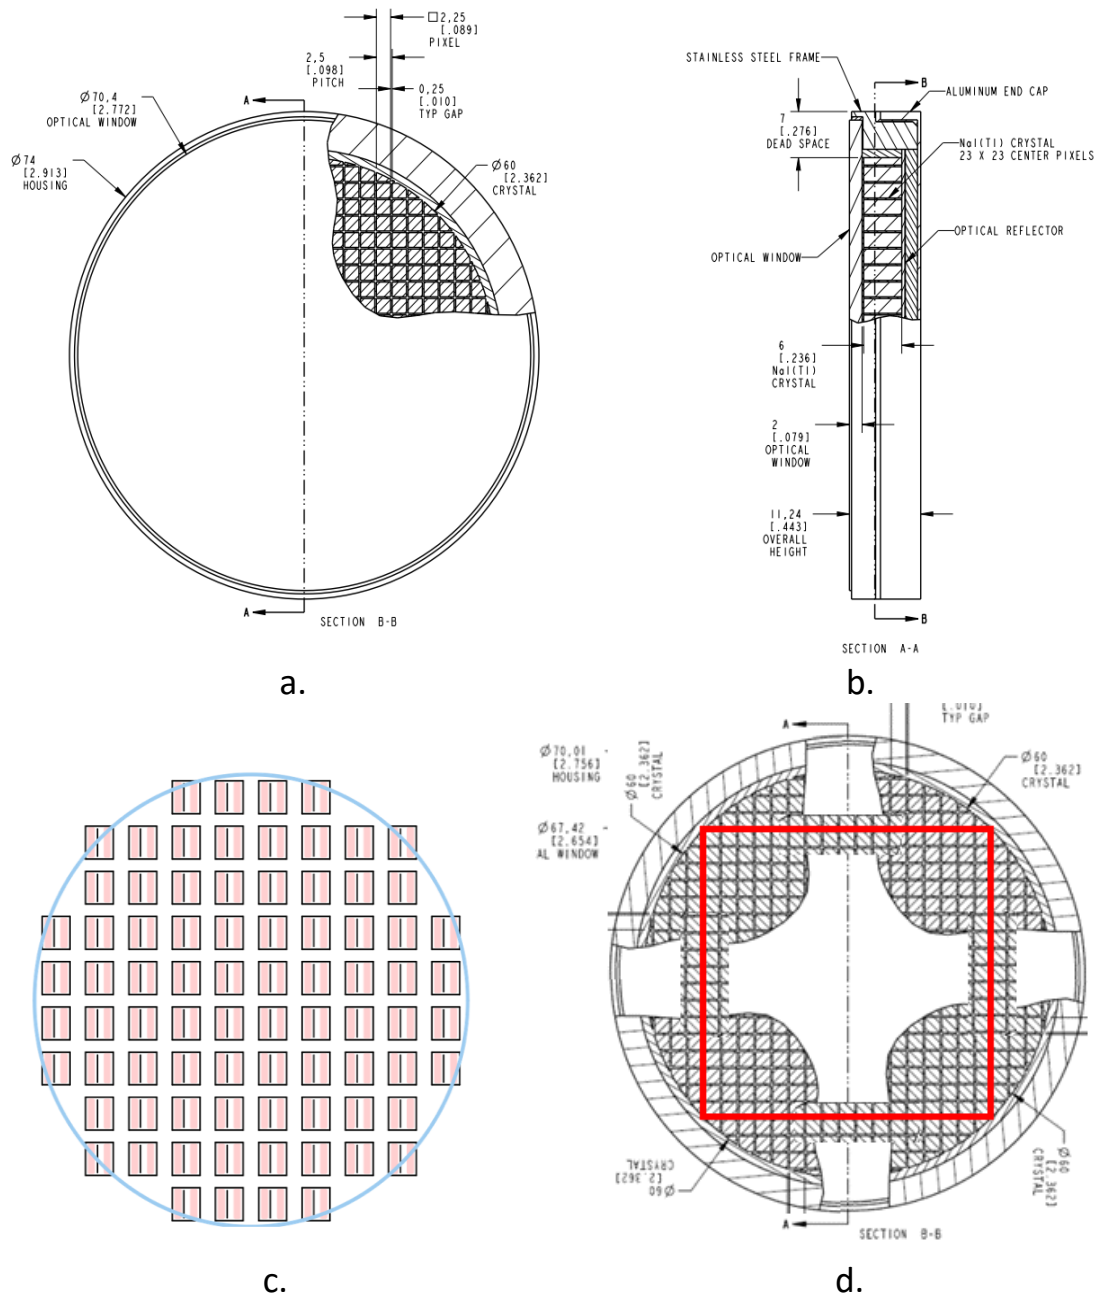 □2,25
[.089]
PIXEL
2,5
[.098]
PITCH
0,25
[.010]
TYP GAP
A
Ø70,4
[2.772]
OPTICAL WINDOW
Ø74
[2.913]
HOUSING
Ø60
[2.362]
CRYSTAL
A
SECTION B-B
a.
STAINLESS STEEL FRAME
B
ALUMINUM END CAP
7
[.276]
DEAD SPACE
NaI(Tl) CRYSTAL
23 X 23 CENTER PIXELS
OPTICAL REFLECTOR
OPTICAL WINDOW
6
[.236]
NaI(Tl)
CRYSTAL
2
[.079]
OPTICAL
WINDOW
11,24
[.443]
OVERALL
HEIGHT
B
SECTION A-A
b.
c.
[.010]
TYP GAP
A
Ø70,01
[2.756]
HOUSING
Ø60
[2.362]
CRYSTAL
Ø60
[2.362]
CRYSTAL
Ø67,42
[2.654]
AL WINDOW
Ø60
[2.362]
CRYSTAL
Ø60
[2.362]
CRYSTAL
A
SECTION B-B
d.